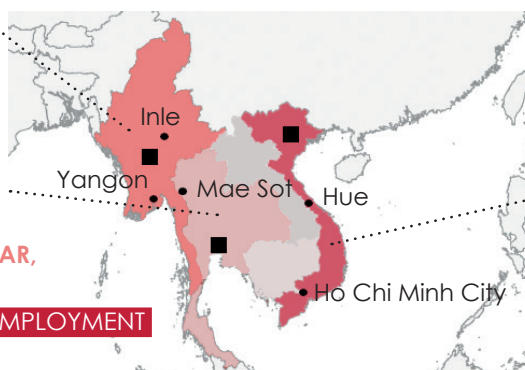 Inle
Yangon
Mae Sot
Hue
AR,
Ho Chi Minh City
MPLOYMENT